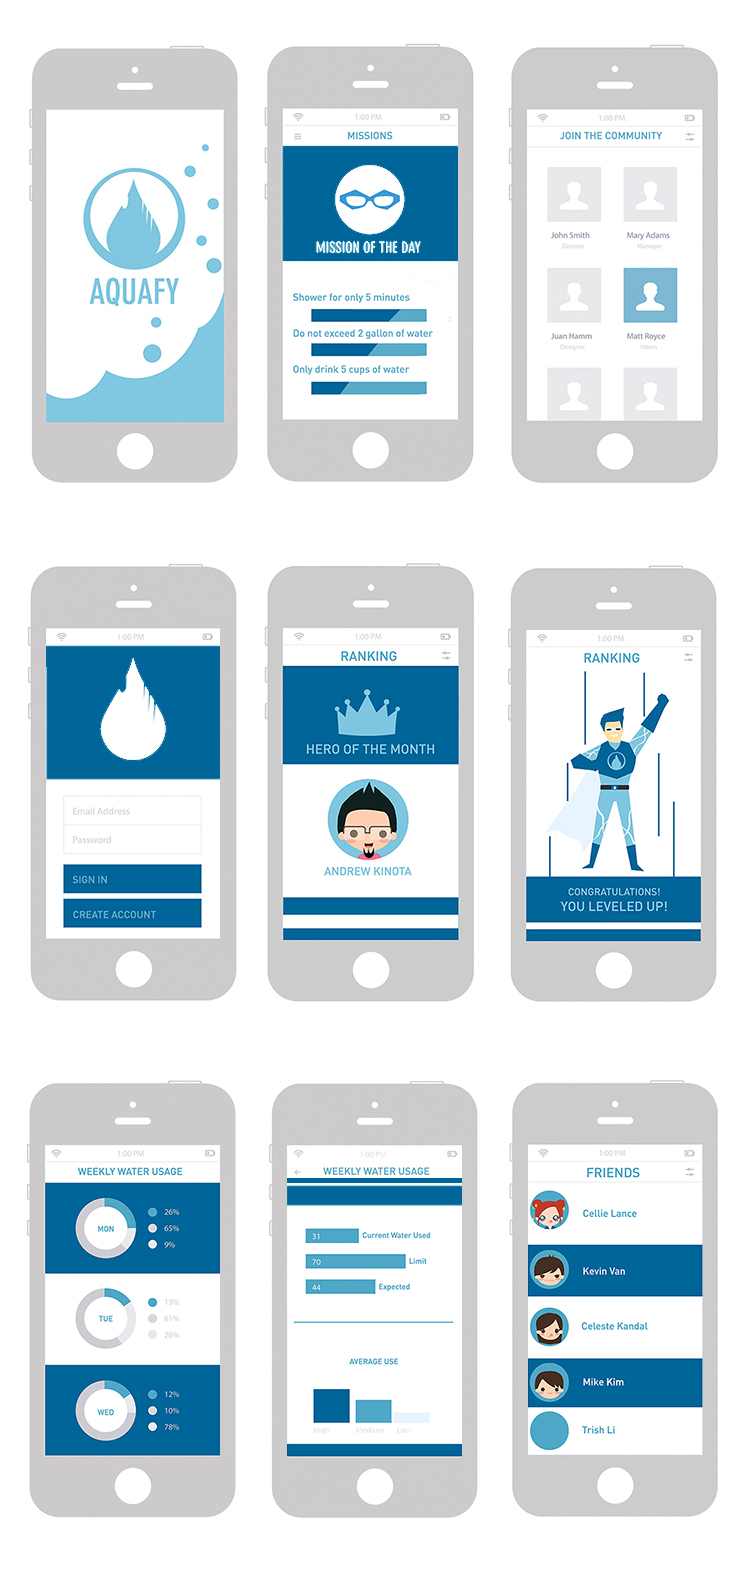 AQUAFY
1:00 PM
MISSIONS
MISSION OF THE DAY
Shower for only 5 minutes
Do not exceed 2 gallon of water
Only drink 5 cups of water
1:00 PM
JOIN THE COMMUNITY
John Smith
Director
Mary Adams
Manager
Juan Hamm
Designer
Matt Royce
Intern
1:00 PM
Email Address
Password
SIGN IN
CREATE ACCOUNT
1:00 PM
RANKING
HERO OF THE MONTH
ANDREW KINOTA
1:00 PM
RANKING
CONGRATULATIONS!
YOU LEVELED UP!
1:00 PM
WEEKLY WATER USAGE
MON
26%
65%
9%
TUE
13%
61%
26%
WED
12%
10%
78%
1:00 PM
WEEKLY WATER USAGE
31 Current Water Used
70 Limit
44 Expected
AVERAGE USE
High Medium Low
1:00 PM
FRIENDS
Cellie Lance
Kevin Van
Celeste Kandal
Mike Kim
Trish Li